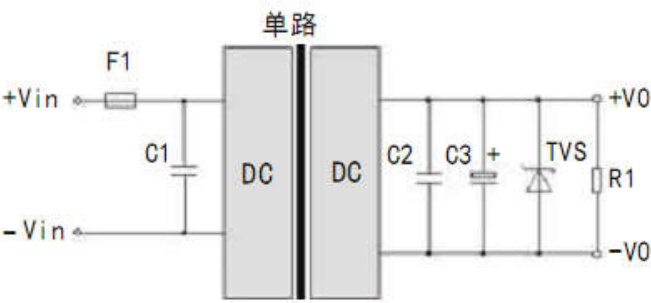 单路
F1
+Vin
+V0
C1
DC
DC
C2
C3
+
TVS
R1
-Vin
-V0